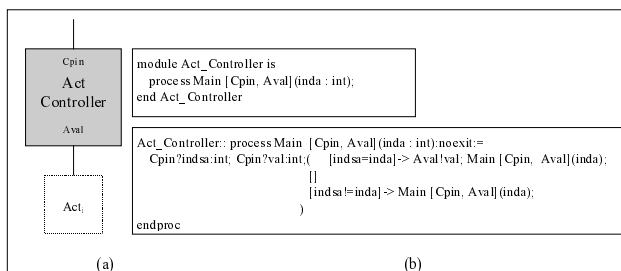 Cpin
Act
Controller
Aval
Act_i
(a)
module Act_Controller is
process Main [Cpin, Aval](inda : int);
end Act_Controller
Act_Controller:: process Main [Cpin, Aval](inda : int):noexit:=
Cpin?indsa:int; Cpin?val:int;( [indsa=inda]-> Aval!val; Main [Cpin, Aval](inda);
[]
[indsa!=inda]-> Main [Cpin, Aval](inda);
)
endproc
(b)